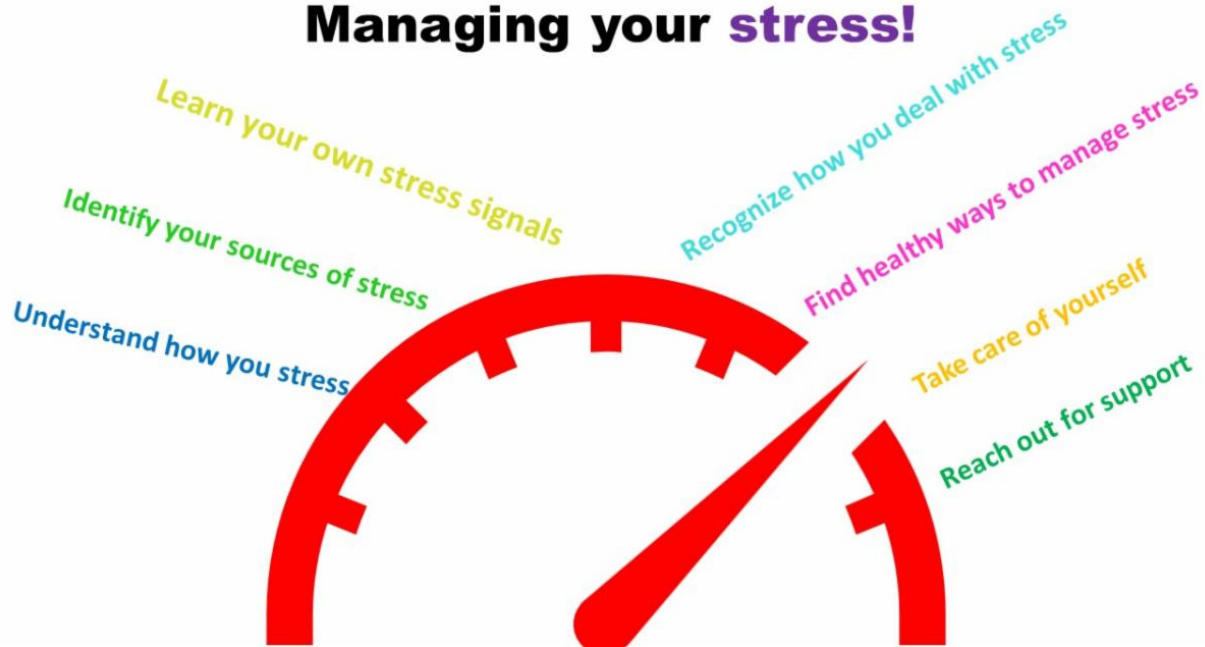 Managing your stress!
Understand how you stress
Identify your sources of stress
Learn your own stress signals
Recognize how you deal with stress
Find healthy ways to manage stress
Take care of yourself
Reach out for support